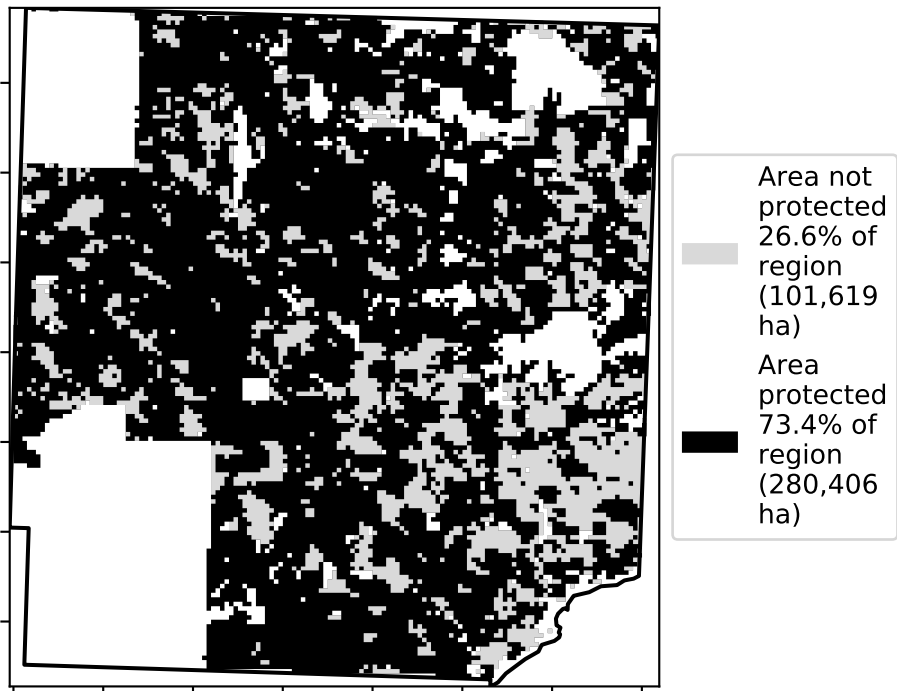 Area not
protected
26.6% of
region
(101,619
ha)
Area
protected
73.4% of
region
(280,406
ha)